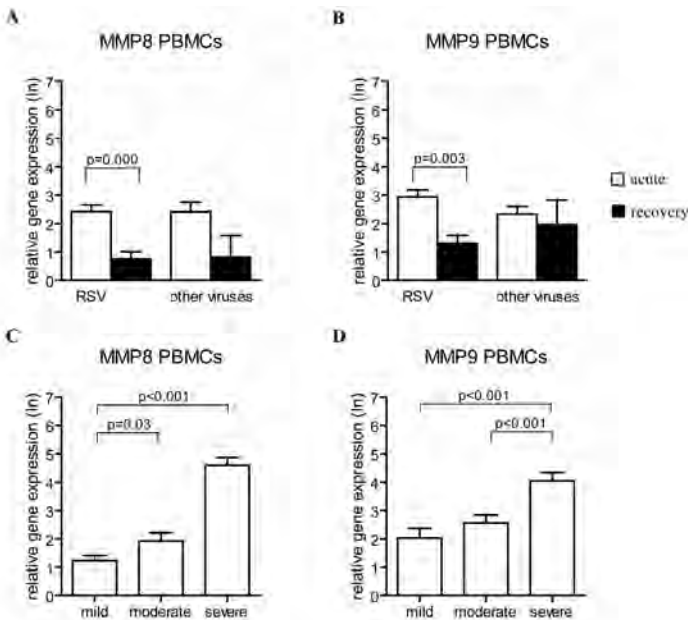 A
MMP8 PBMCs
relative gene expression (ln)
7
6
5
4
3
2
1
0
p=0.000
RSV
other viruses
B
MMP9 PBMCs
relative gene expression (ln)
7
6
5
4
3
2
1
0
p=0.003
RSV
other viruses
acute
recovery
C
MMP8 PBMCs
relative gene expression (ln)
7
6
5
4
3
2
1
0
p<0.001
p=0.03
mild
moderate
severe
D
MMP9 PBMCs
relative gene expression (ln)
7
6
5
4
3
2
1
0
p<0.001
p<0.001
mild
moderate
severe